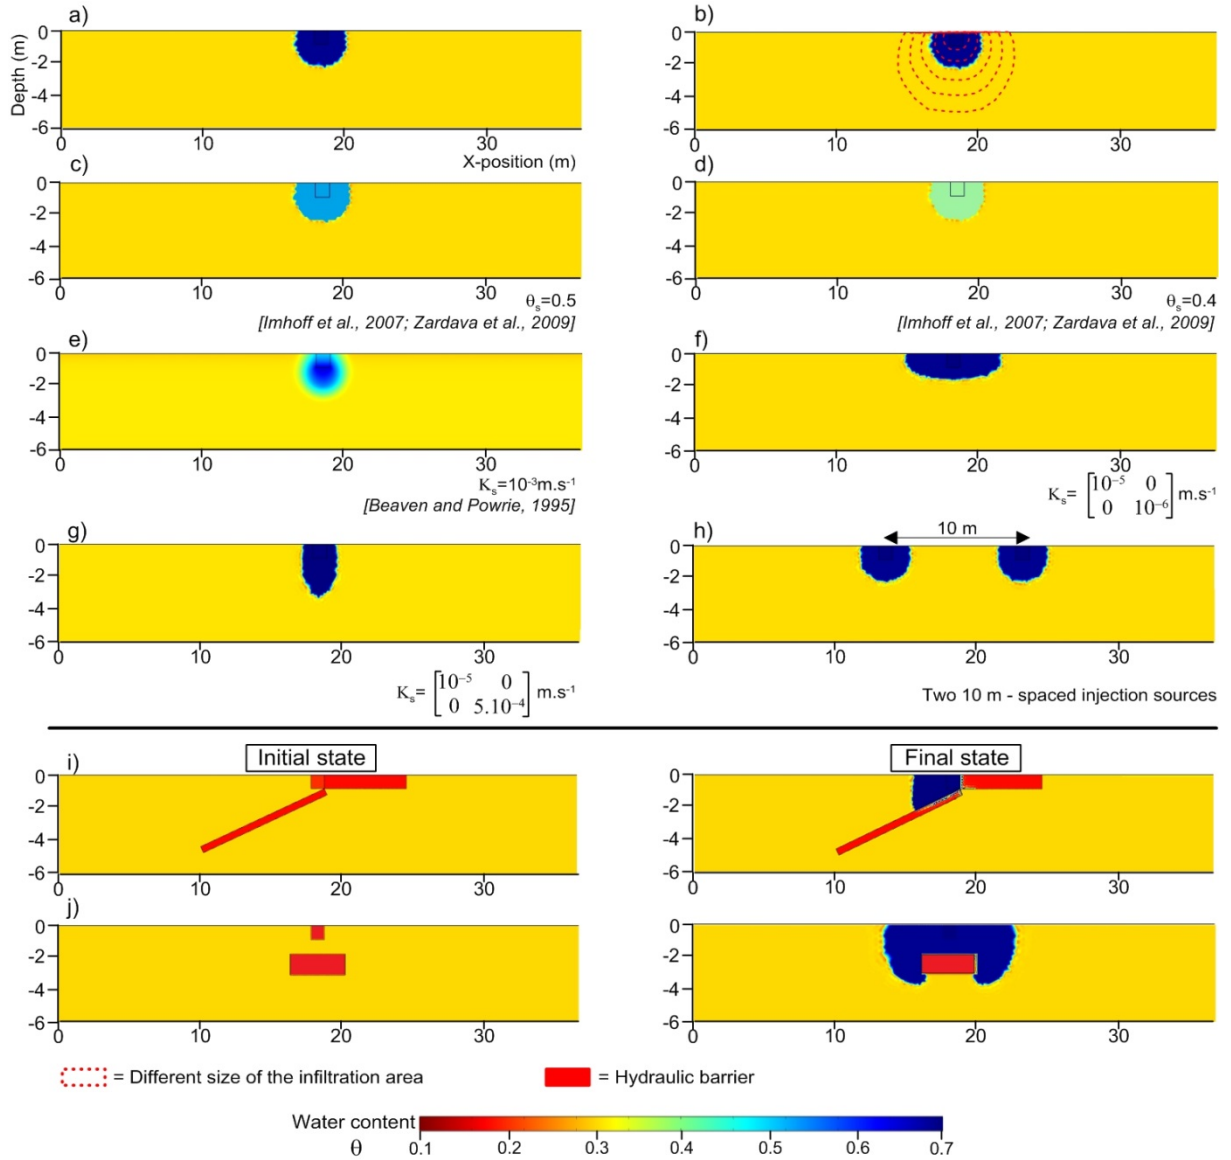 a)
b)
0
-2
-4
-6
Depth (m)
0 10 20 30
X-position (m)
0
-2
-4
-6
0 10 20 30
c)
d)
0
-2
-4
-6
0 10 20 30
θs=0.5
[Imhoff et al., 2007; Zardava et al., 2009]
0
-2
-4
-6
0 10 20 30
θs=0.4
[Imhoff et al., 2007; Zardava et al., 2009]
e)
f)
0
-2
-4
-6
0 10 20 30
Ks=10-3m.s-1
[Beaven and Powrie, 1995]
0
-2
-4
-6
0 10 20 30
Ks= [10-5 0
0 10-6] m.s-1
g)
h)
0
-2
-4
-6
0 10 20 30
Ks= [10-5 0
0 5.10-4] m.s-1
10 m
0
-2
-4
-6
0 10 20 30
Two 10 m - spaced injection sources
i)
Initial state
Final state
0
-2
-4
-6
0 10 20 30
0
-2
-4
-6
0 10 20 30
j)
0
-2
-4
-6
0 10 20 30
0
-2
-4
-6
0 10 20 30
= Different size of the infiltration area
= Hydraulic barrier
Water content
θ
0.1 0.2 0.3 0.4 0.5 0.6 0.7